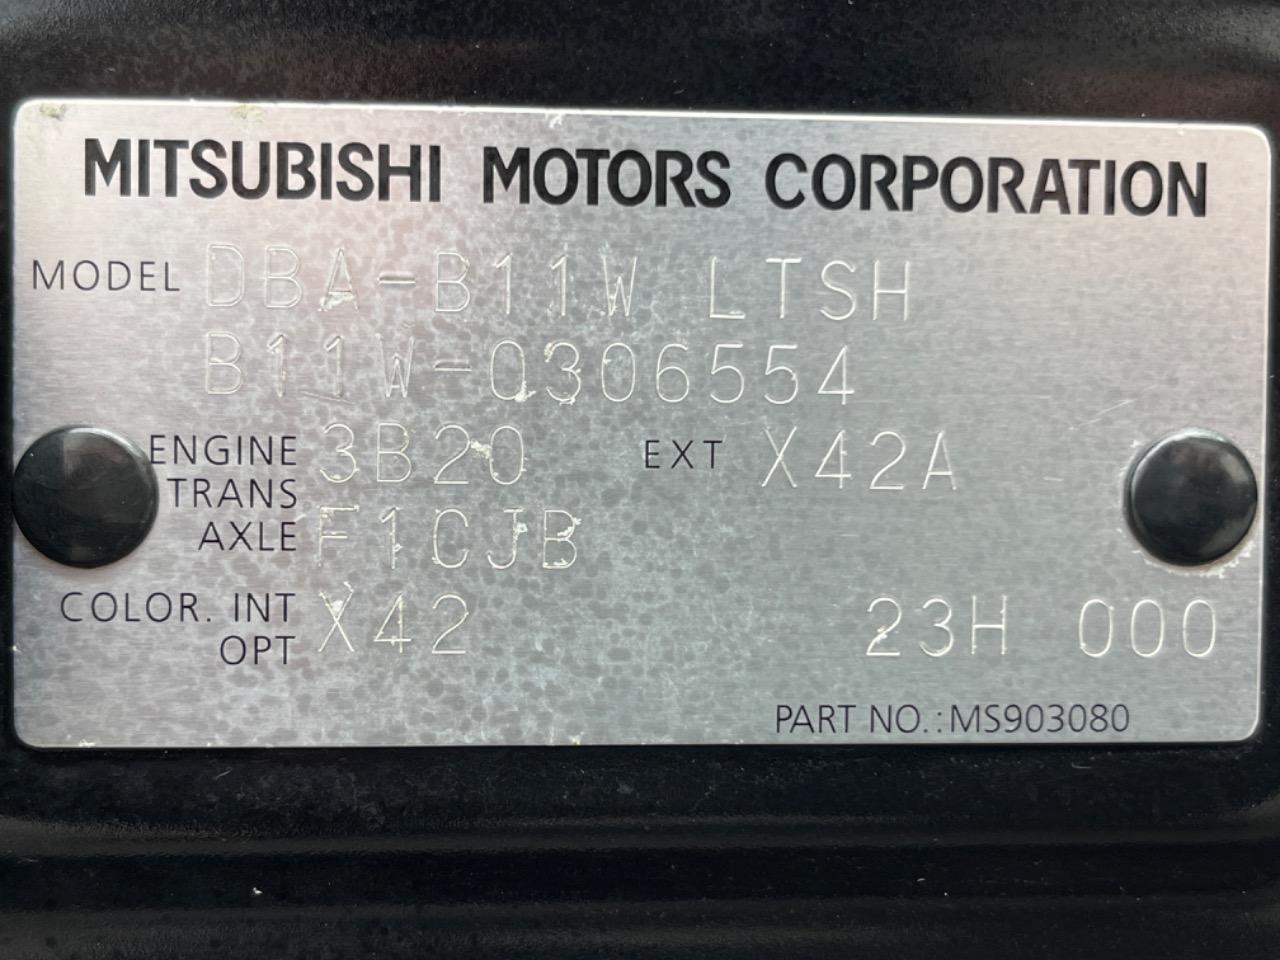 MITSUBISHI MOTORS CORPORATION
MODEL DBA-B11W LTSH
B11W-0306554
ENGINE 3B20 EXT X42A
TRANS
AXLE F1CJB
COLOR. INT X42 23H 000
OPT
PART NO.:MS903080